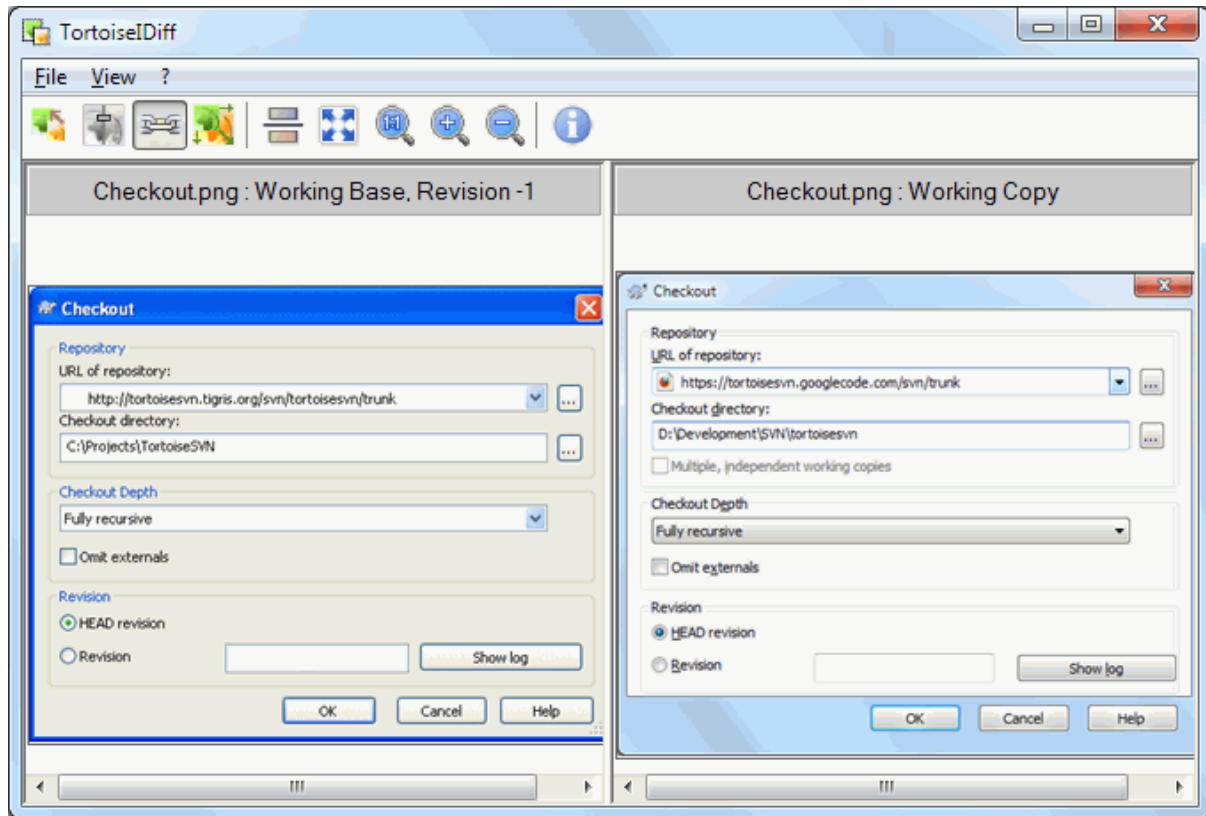 TortoiseIDiff
File View ?
1:1
Checkout.png : Working Base, Revision -1
Checkout
Repository
URL of repository:
http://tortoisesvn.tigris.org/svn/tortoisesvn/trunk
...
Checkout directory:
C:\Projects\TortoiseSVN
...
Checkout Depth
Fully recursive
Omit externals
Revision
HEAD revision
Revision
Show log
OK Cancel Help
Checkout.png : Working Copy
Checkout
Repository
URL of repository:
https://tortoisesvn.googlecode.com/svn/trunk
...
Checkout directory:
D:\Development\SVN\tortoisesvn
...
Multiple, independent working copies
Checkout Depth
Fully recursive
Omit externals
Revision
HEAD revision
Revision
Show log
OK Cancel Help